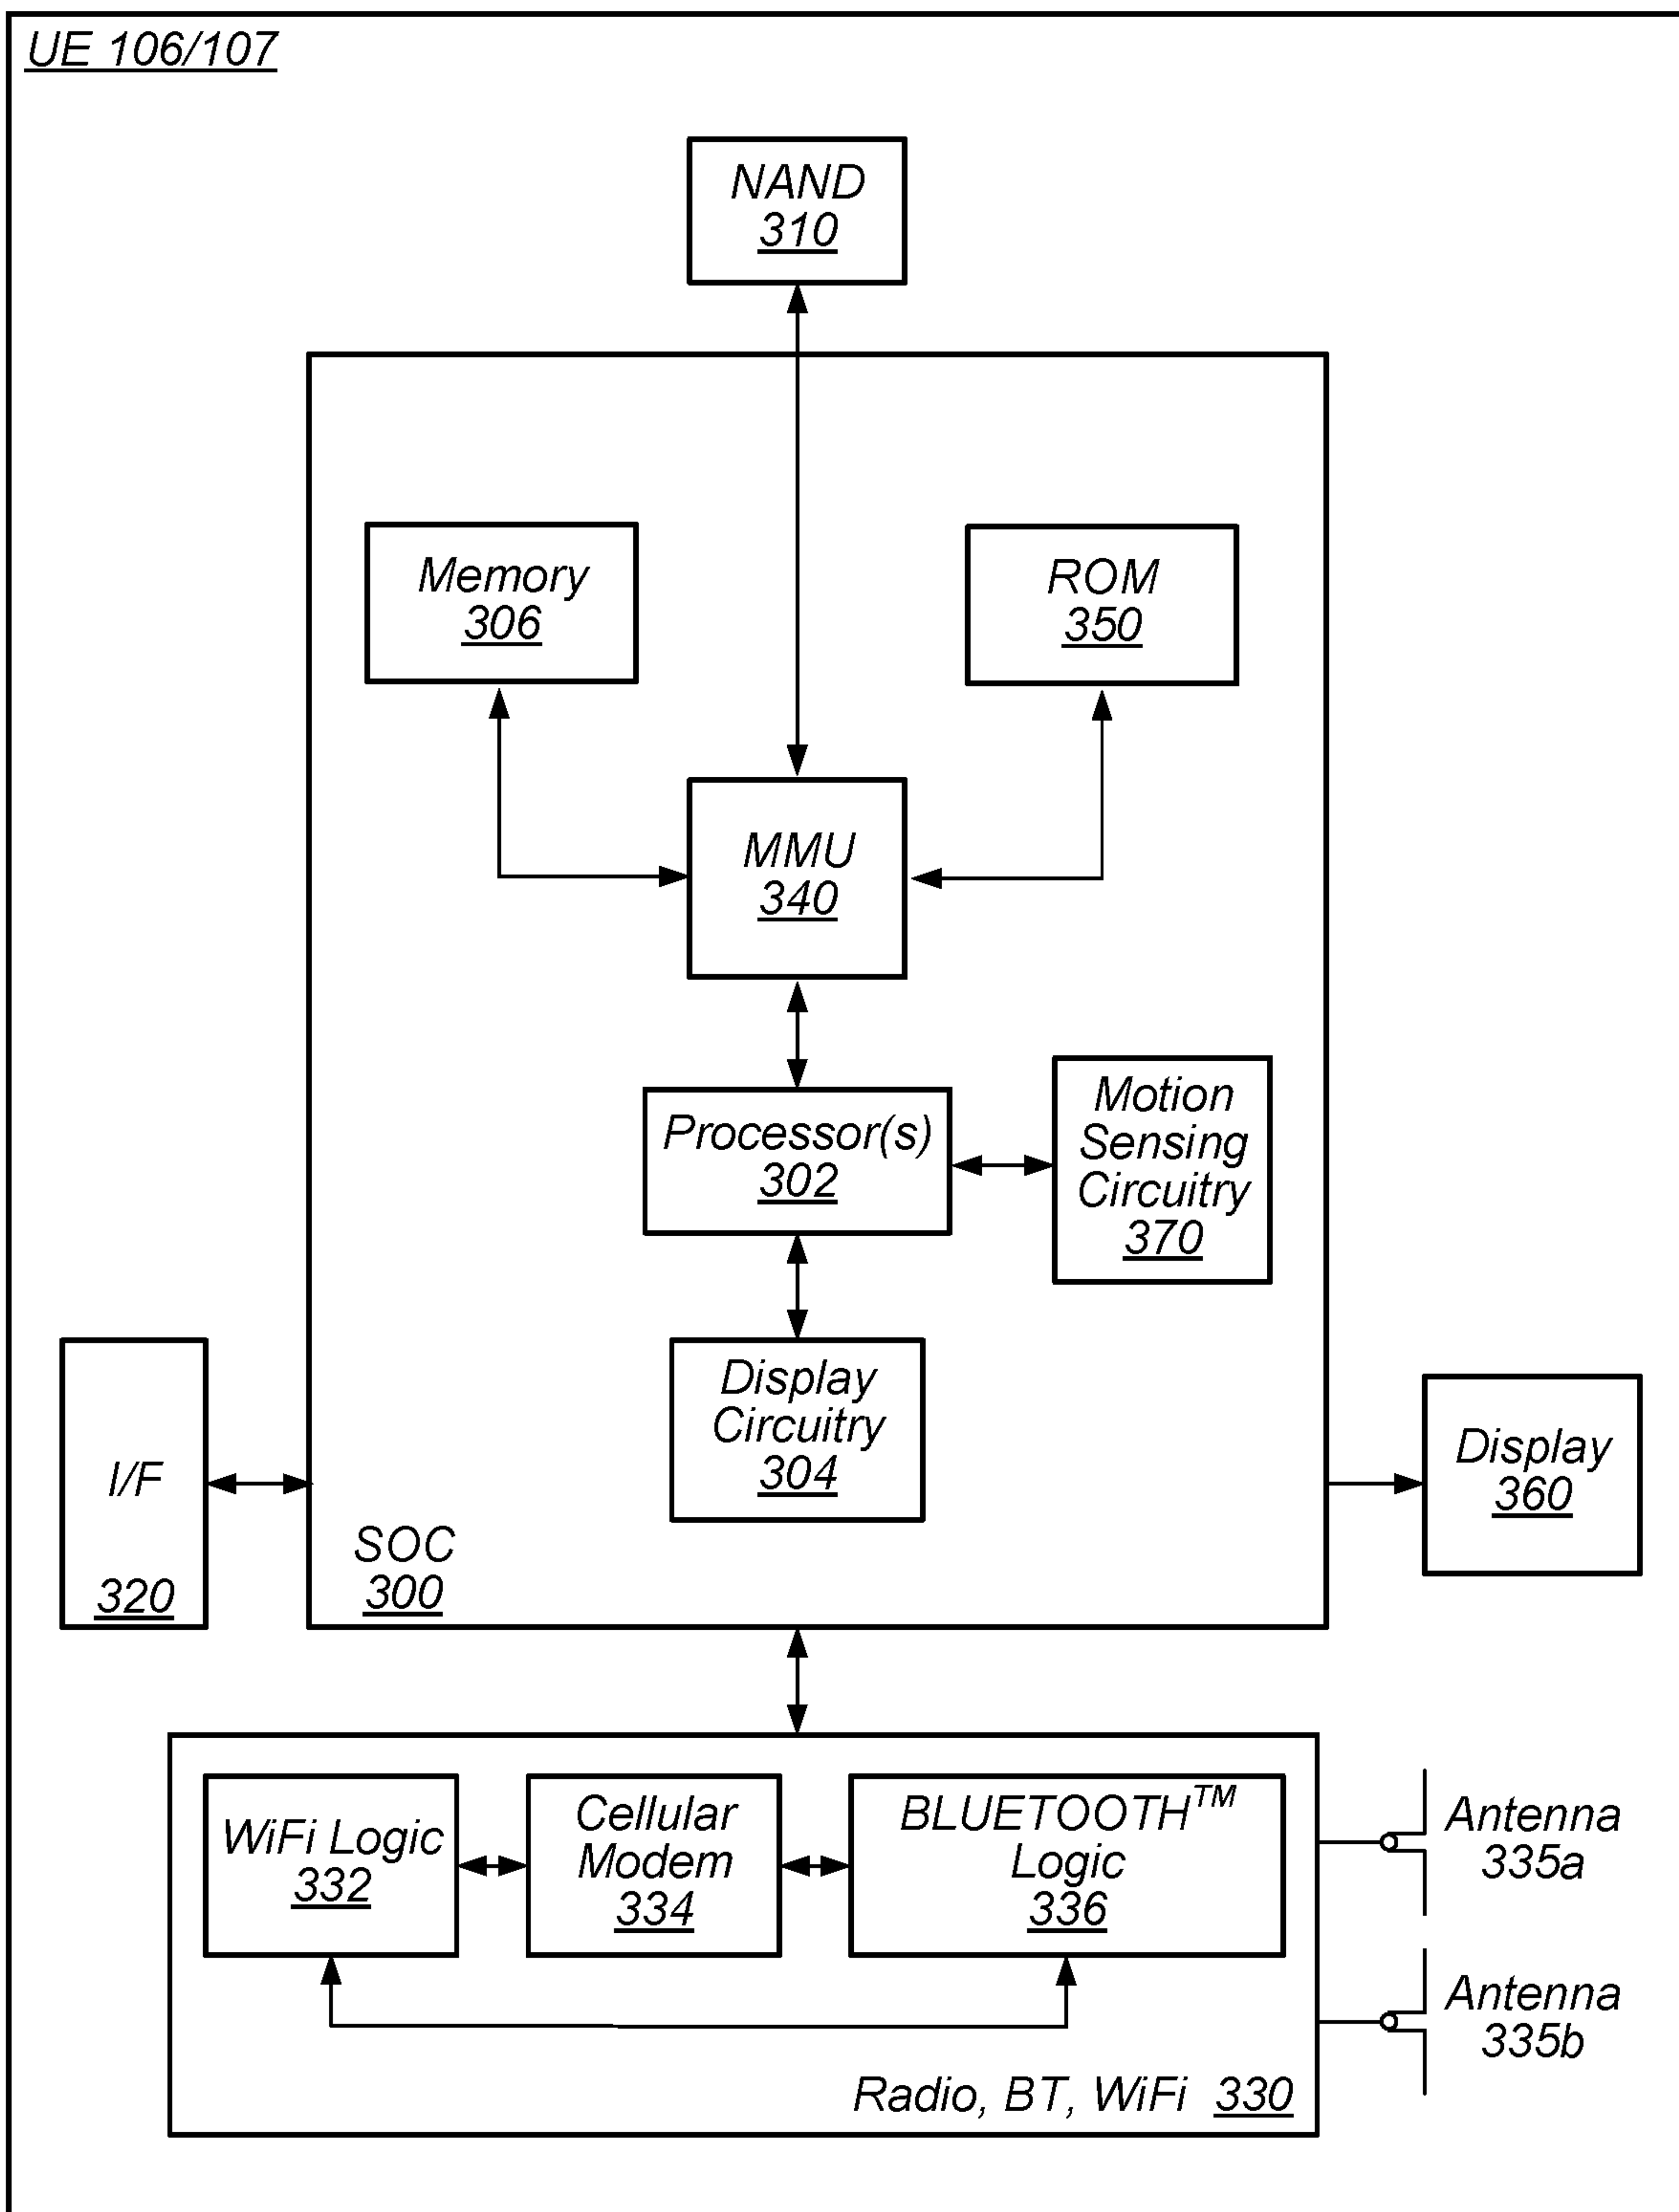 UE 106/107
NAND
310
Memory
306
ROM
350
MMU
340
Processor(s)
302
Motion
Sensing
Circuitry
370
Display
Circuitry
304
I/F
320
SOC
300
Display
360
WiFi Logic
332
Cellular
Modem
334
BLUETOOTH™
Logic
336
Antenna
335a
Antenna
335b
Radio, BT, WiFi 330